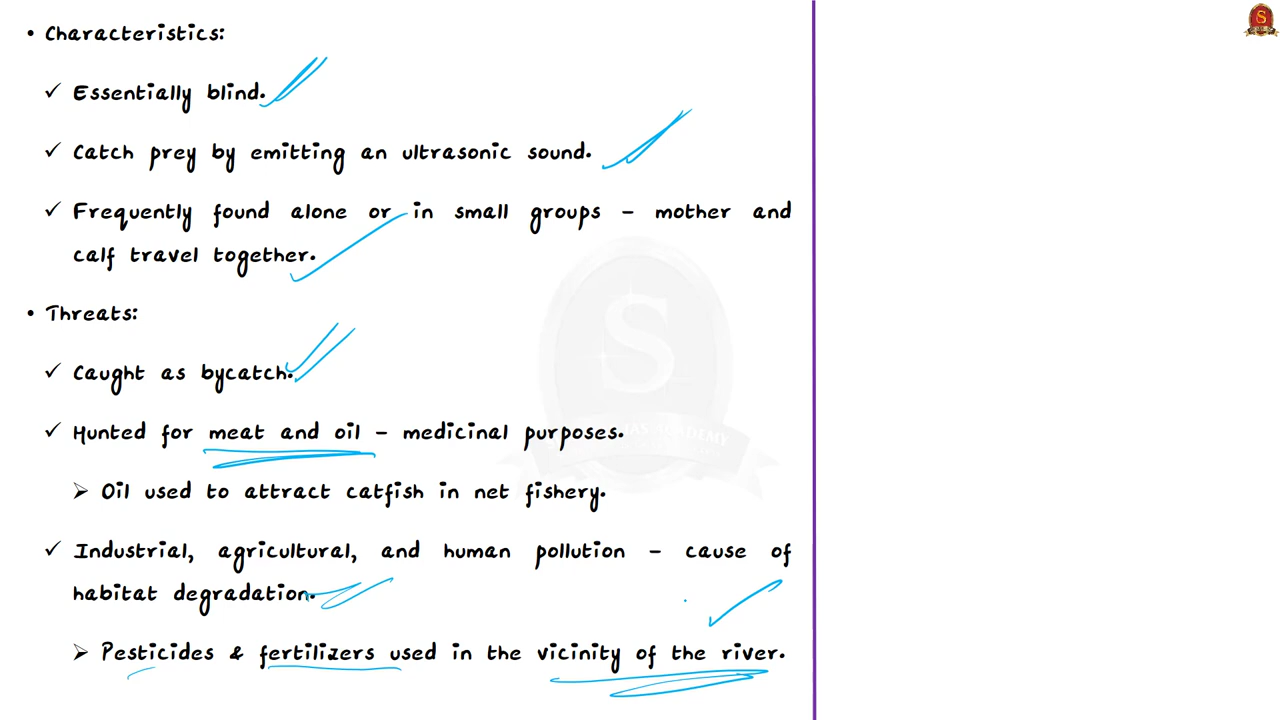 • Characteristics:
✓ Essentially blind.
✓ Catch prey by emitting an ultrasonic sound.
✓ Frequently found alone or in small groups – mother and
calf travel together.
• Threats:
✓ Caught as bycatch.
✓ Hunted for meat and oil – medicinal purposes.
➢ Oil used to attract catfish in net fishery.
✓ Industrial, agricultural, and human pollution – cause of
habitat degradation.
➢ Pesticides & fertilizers used in the vicinity of the river.
S
ACADEMY
S